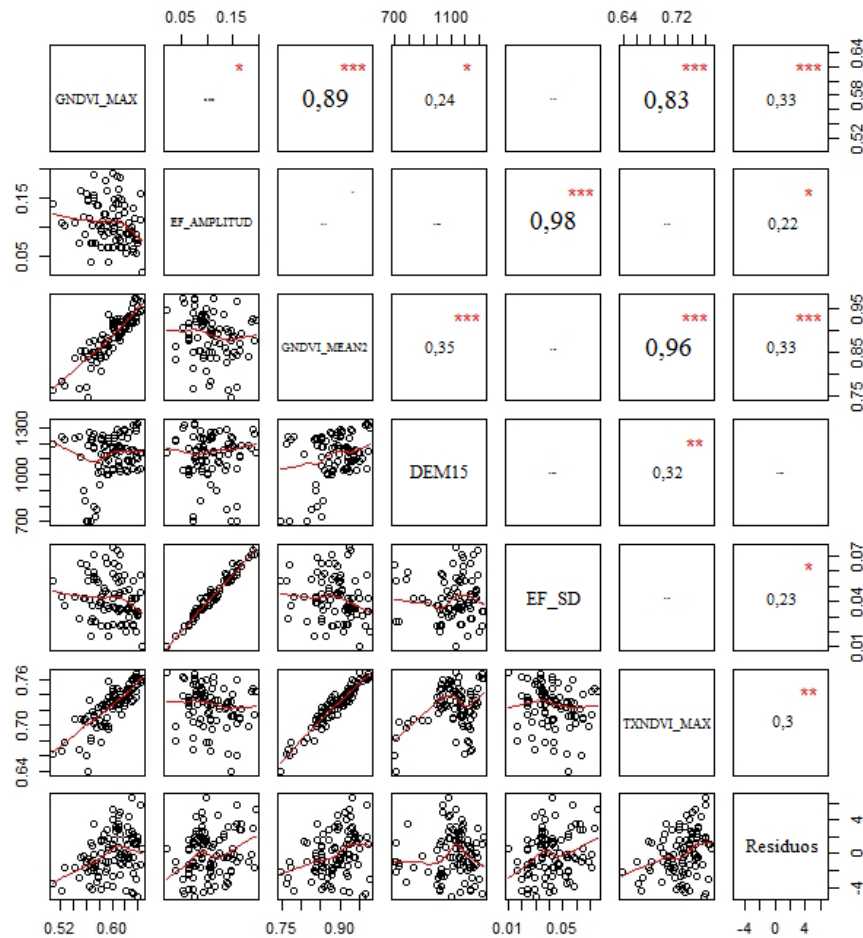 0.05 0.15 700 1100 0.64 0.72
GNDVI_MAX * --- *** 0,89 * 0,24 -- *** 0,83 *** 0,33 0.52 0.58 0.64
0.05 0.15 EF_AMPLITUD . -- --- *** 0,98 -- * 0,22
GNDVI_MEAN2 *** 0,35 -- *** 0,96 *** 0,33 0.75 0.85 0.95
700 1000 1300 DEM15 --- ** 0,32 ---
EF_SD -- * 0,23 0.01 0.04 0.07
0.64 0.70 0.76 TXNDVI_MAX ** 0,3
Residuos -4 0 4
0.52 0.60 0.75 0.90 0.01 0.05 -4 0 4